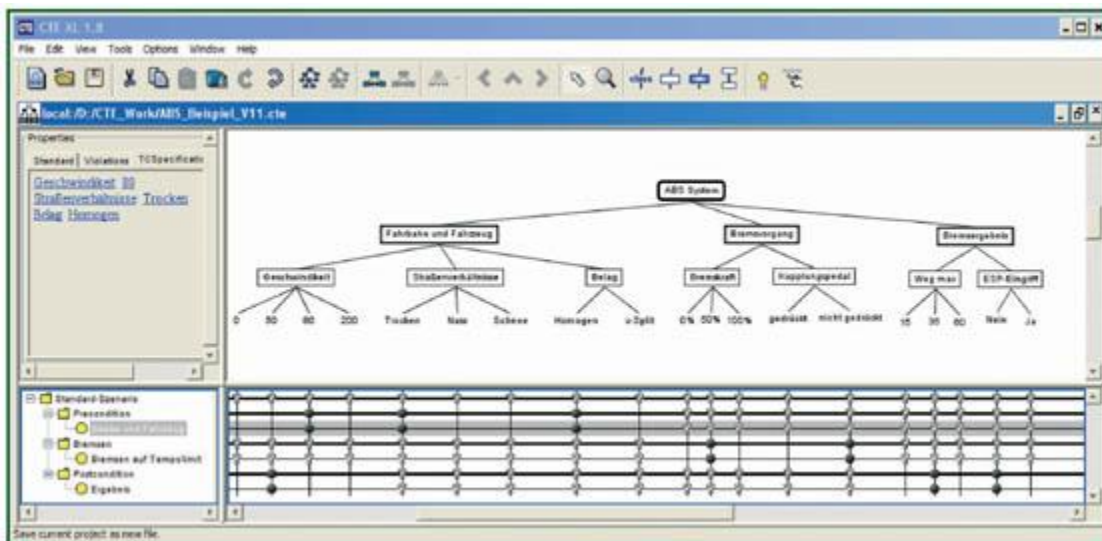 CTE XL 1.8
File Edit View Tools Options Window Help
local:/D:/CTE_Work/ABS_Beispiel_V11.cte
Properties
Standard Violations TCSpecificatio
Geschwindikeit 80
Straßenverhältnisse Trocken
Belag Homogen
ABS System
Fahrbahn und Fahrzeug Bremsvorgang Bremsergebnis
Geschwindikeit Straßenverhältnisse Belag Bremskraft Kupplungspedal Weg max ESP-Eingriff
0 50 80 200 Trocken Nass Schnee Homogen u-Split 0% 50% 100% gedrückt nicht gedrückt 15 35 60 Nein Ja
Standard-Szenario
Precondition
Bremsen
Bremsen auf Tempolimit
Postcondition
Ergebnis
Save current project as new file.